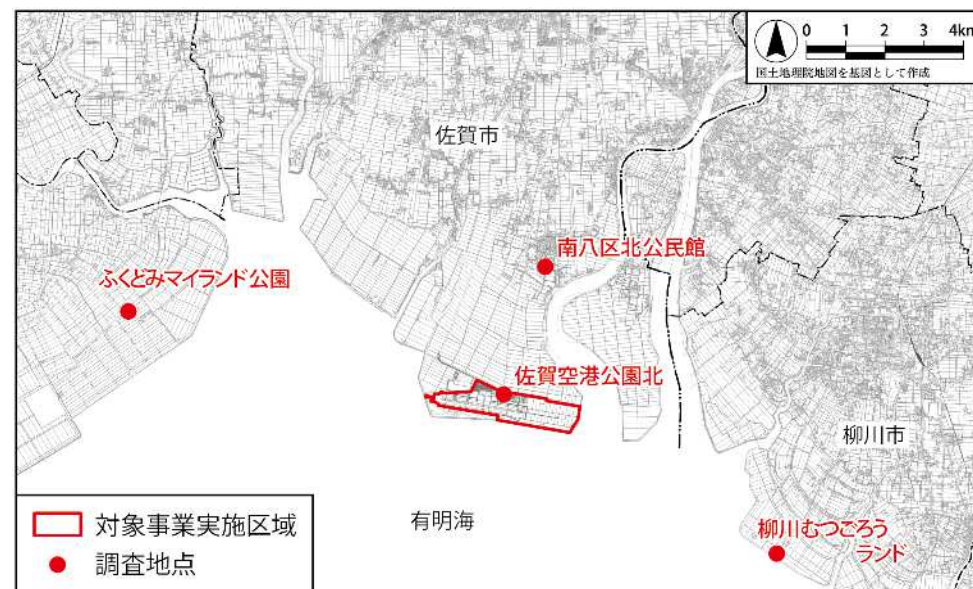 0 1 2 3 4km
国土地理院地図を基図として作成
佐賀市
南八区北公民館
ふくどみマイランド公園
佐賀空港公園北
柳川市
有明海
柳川むつごろう
ランド
対象事業実施区域
調査地点